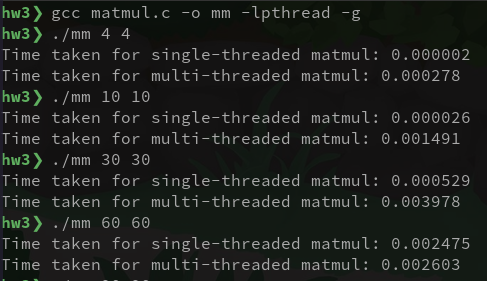 hw3❯ gcc matmul.c -o mm -lpthread -g
hw3❯ ./mm 4 4
Time taken for single-threaded matmul: 0.000002
Time taken for multi-threaded matmul: 0.000278
hw3❯ ./mm 10 10
Time taken for single-threaded matmul: 0.000026
Time taken for multi-threaded matmul: 0.001491
hw3❯ ./mm 30 30
Time taken for single-threaded matmul: 0.000529
Time taken for multi-threaded matmul: 0.003978
hw3❯ ./mm 60 60
Time taken for single-threaded matmul: 0.002475
Time taken for multi-threaded matmul: 0.002603